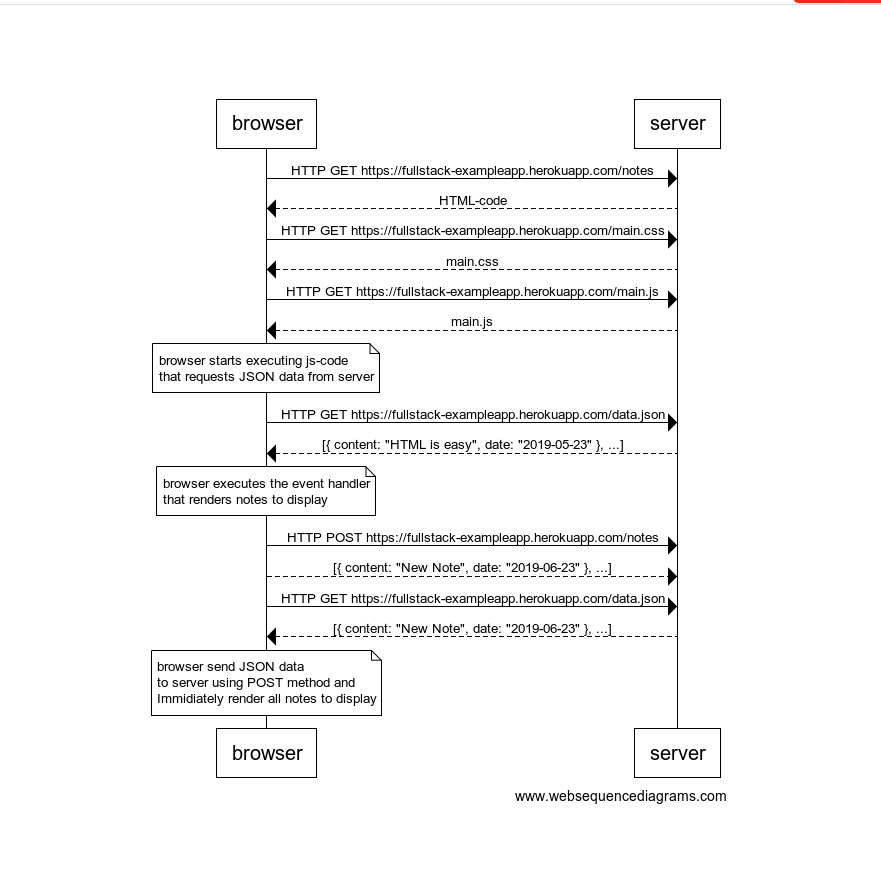 browser
server
HTTP GET https://fullstack-exampleapp.herokuapp.com/notes
HTML-code
HTTP GET https://fullstack-exampleapp.herokuapp.com/main.css
main.css
HTTP GET https://fullstack-exampleapp.herokuapp.com/main.js
main.js
browser starts executing js-code
that requests JSON data from server
HTTP GET https://fullstack-exampleapp.herokuapp.com/data.json
[{ content: "HTML is easy", date: "2019-05-23" }, ...]
browser executes the event handler
that renders notes to display
HTTP POST https://fullstack-exampleapp.herokuapp.com/notes
[{ content: "New Note", date: "2019-06-23" }, ...]
HTTP GET https://fullstack-exampleapp.herokuapp.com/data.json
[{ content: "New Note", date: "2019-06-23" }, ...]
browser send JSON data
to server using POST method and
Immidiately render all notes to display
browser
server
www.websequencediagrams.com